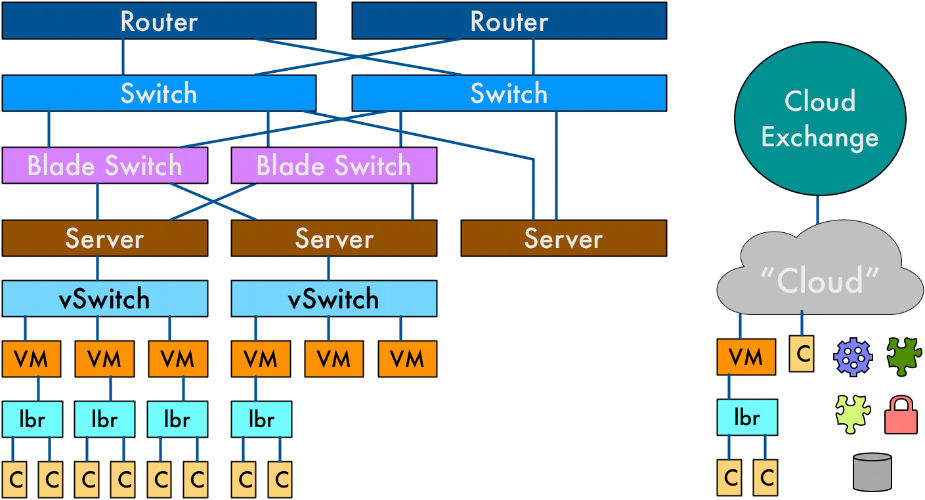 Router
Router
Switch
Switch
Cloud
Exchange
Blade Switch
Blade Switch
Server
Server
Server
“Cloud”
vSwitch
vSwitch
VM
VM
VM
VM
VM
VM
VM
C
lbr
lbr
lbr
lbr
lbr
C
C
C
C
C
C
C
C
C
C